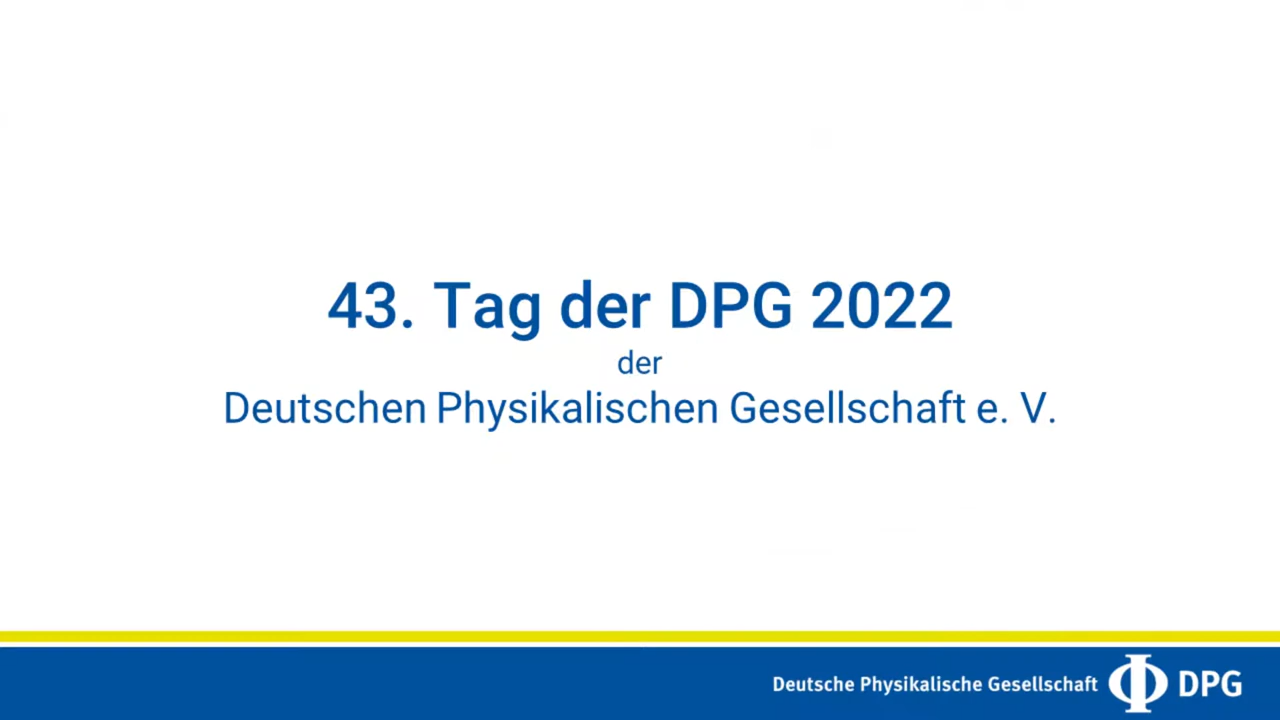 43. Tag der DPG 2022
der
Deutschen Physikalischen Gesellschaft e. V.
Deutsche Physikalische Gesellschaft DPG